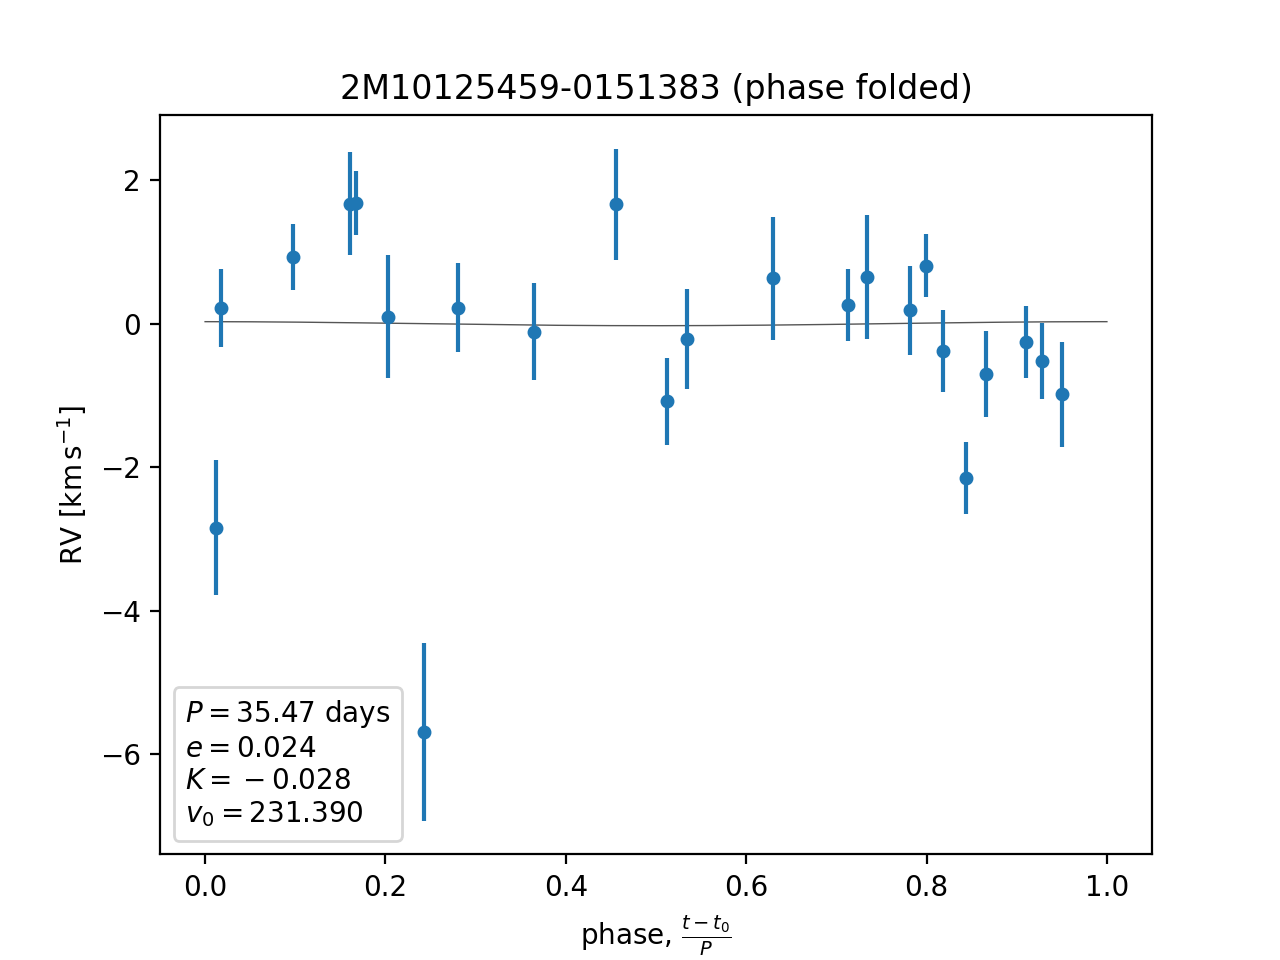 2M10125459-0151383 (phase folded)
2
0
−2
−4
−6
RV [km s⁻¹]
P = 35.47 days
e = 0.024
K = −0.028
v₀ = 231.390
0.0 0.2 0.4 0.6 0.8 1.0
phase, (t − t₀)/P